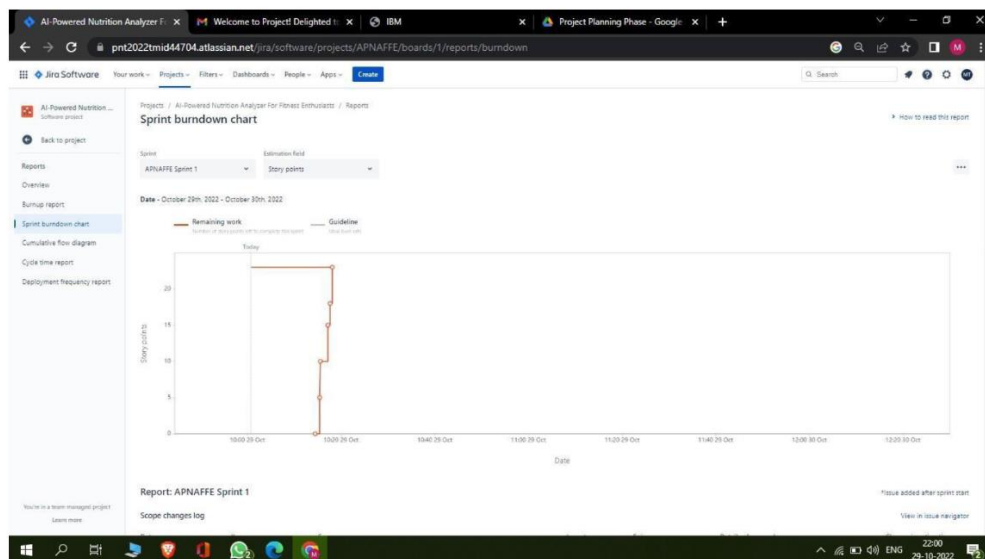 AI-Powered Nutrition Analyzer Fo
Welcome to Project! Delighted to
IBM
Project Planning Phase - Google
pnt2022tmid44704.atlassian.net/jira/software/projects/APNAFFE/boards/1/reports/burndown
M
Jira Software Your work Projects Filters Dashboards People Apps Create
Search
AI-Powered Nutrition ...
Software project
Back to project
Reports
Overview
Burnup report
Sprint burndown chart
Cumulative flow diagram
Cycle time report
Deployment frequency report
You're in a team-managed project
Learn more
Projects / AI-Powered Nutrition Analyzer For Fitness Enthusiasts / Reports
Sprint burndown chart
How to read this report
Sprint Estimation field
APNAFFE Sprint 1 Story points
Date - October 29th, 2022 - October 30th, 2022
Remaining work Guideline
Today
20
15
10
5
0
Story points
10:00 29 Oct 10:20 29 Oct 10:40 29 Oct 11:00 29 Oct 11:20 29 Oct 11:40 29 Oct 12:00 30 Oct 12:20 30 Oct
Date
Report: APNAFFE Sprint 1
*Issue added after sprint start
Scope changes log
View in issue navigator
ENG
22:00
29-10-2022